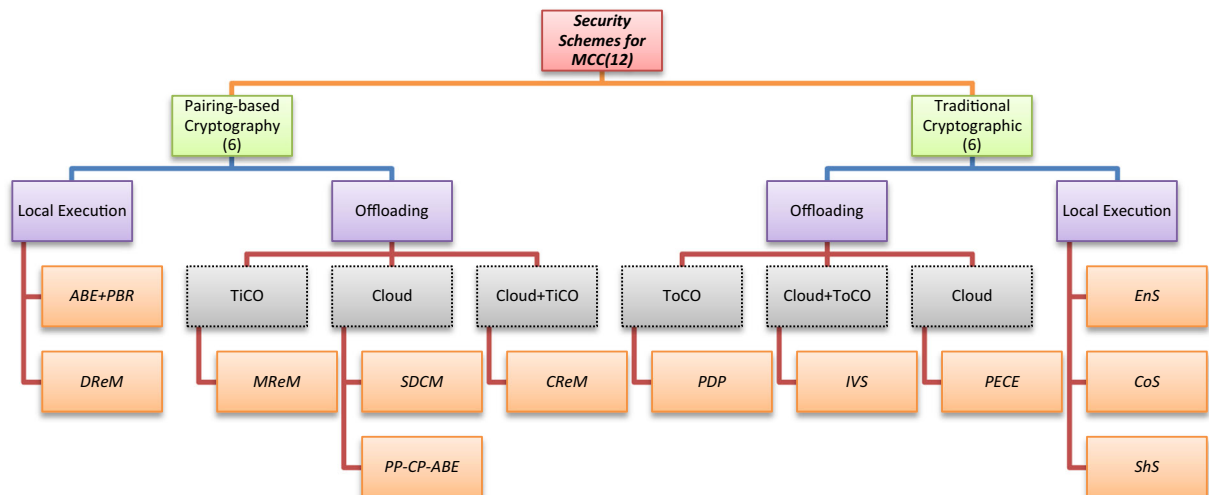 Security
Schemes for
MCC(12)
Pairing-based
Cryptography
(6)
Traditional
Cryptographic
(6)
Local Execution
Offloading
Offloading
Local Execution
ABE+PBR
TiCO
Cloud
Cloud+TiCO
ToCO
Cloud+ToCO
Cloud
EnS
DReM
MReM
SDCM
CReM
PDP
IVS
PECE
CoS
PP-CP-ABE
ShS